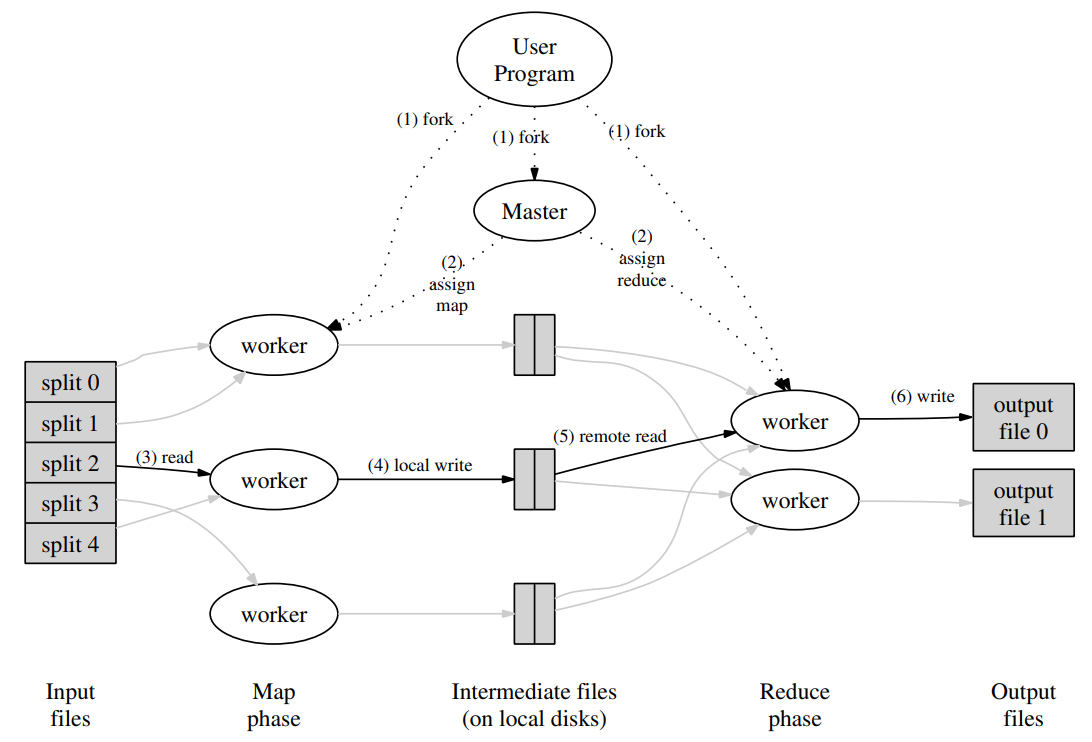 User
Program
(1) fork
(1) fork
(1) fork
Master
(2)
assign
map
(2)
assign
reduce
split 0
split 1
split 2
split 3
split 4
(3) read
worker
worker
worker
(4) local write
(5) remote read
worker
worker
(6) write
output
file 0
output
file 1
Input
files
Map
phase
Intermediate files
(on local disks)
Reduce
phase
Output
files